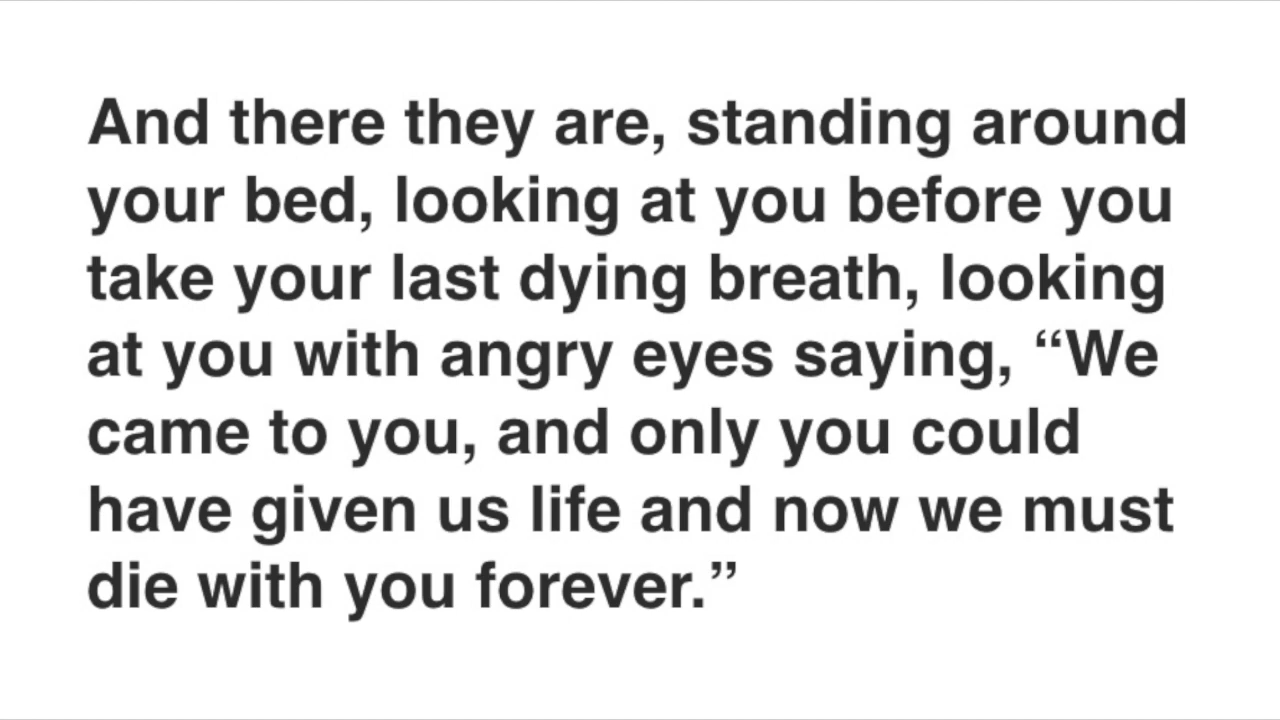 And there they are, standing around
your bed, looking at you before you
take your last dying breath, looking
at you with angry eyes saying, “We
came to you, and only you could
have given us life and now we must
die with you forever.”